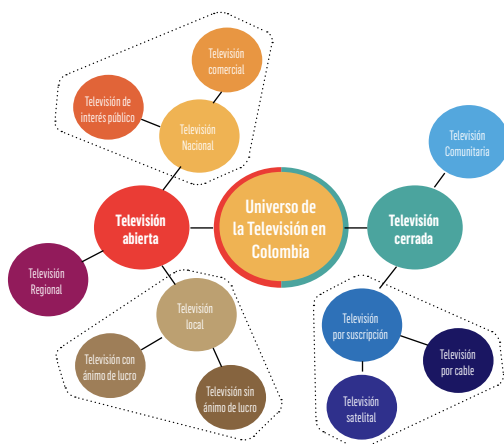 Televisión
comercial
Televisión de
interés público
Televisión
Nacional
Televisión
Comunitaria
Universo de
la Televisión en
Colombia
Televisión
abierta
Televisión
cerrada
Televisión
Regional
Televisión
local
Televisión
por suscripción
Televisión con
ánimo de lucro
Televisión
por cable
Televisión sin
ánimo de lucro
Televisión
satelital